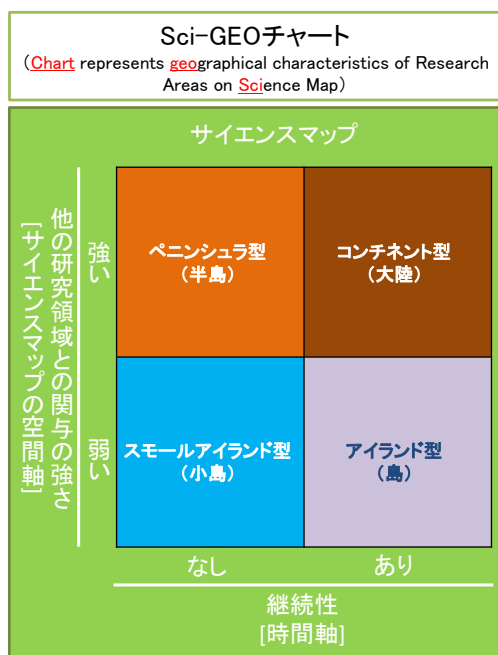 Sci-GEOチャート
（Chart represents geographical characteristics of Research
Areas on Science Map）
サイエンスマップ
他の研究領域との関与の強さ
[サイエンスマップの空間軸]
強い
弱い
ペニンシュラ型
（半島）
コンチネント型
（大陸）
スモールアイランド型
（小島）
アイランド型
（島）
なし
あり
継続性
[時間軸]